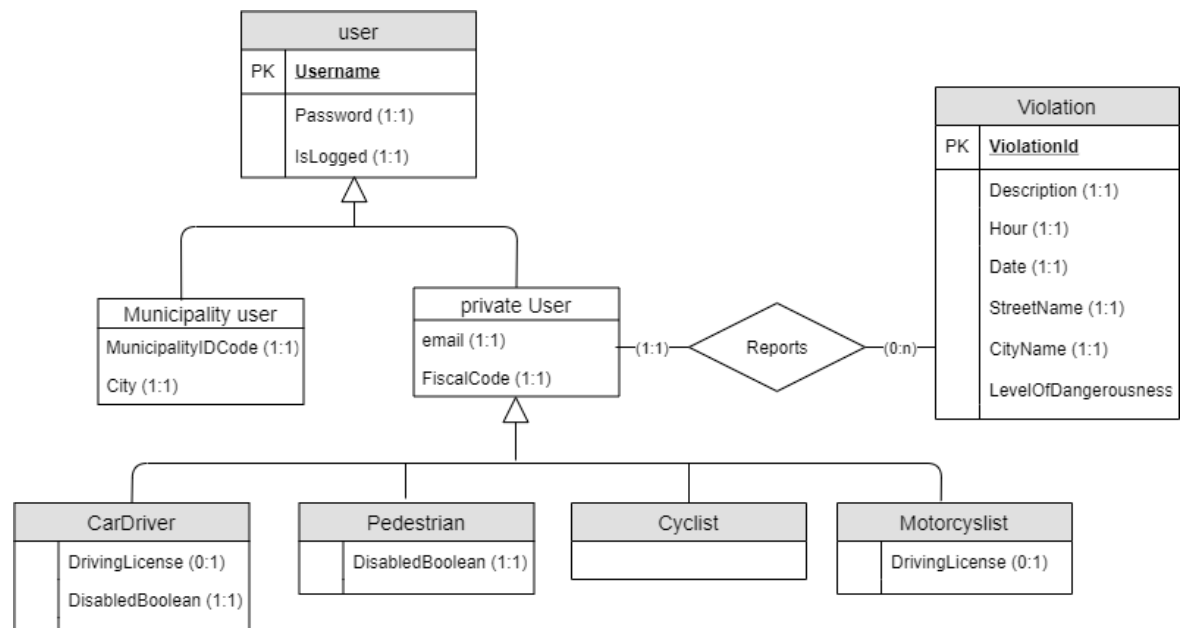 user
PK Username
Password (1:1)
IsLogged (1:1)
Violation
PK ViolationId
Description (1:1)
Hour (1:1)
Date (1:1)
StreetName (1:1)
CityName (1:1)
LevelOfDangerousness
Municipality user
MunicipalityIDCode (1:1)
City (1:1)
private User
email (1:1)
FiscalCode (1:1)
(1:1)
Reports
(0:n)
CarDriver
DrivingLicense (0:1)
DisabledBoolean (1:1)
Pedestrian
DisabledBoolean (1:1)
Cyclist
Motorcyslist
DrivingLicense (0:1)